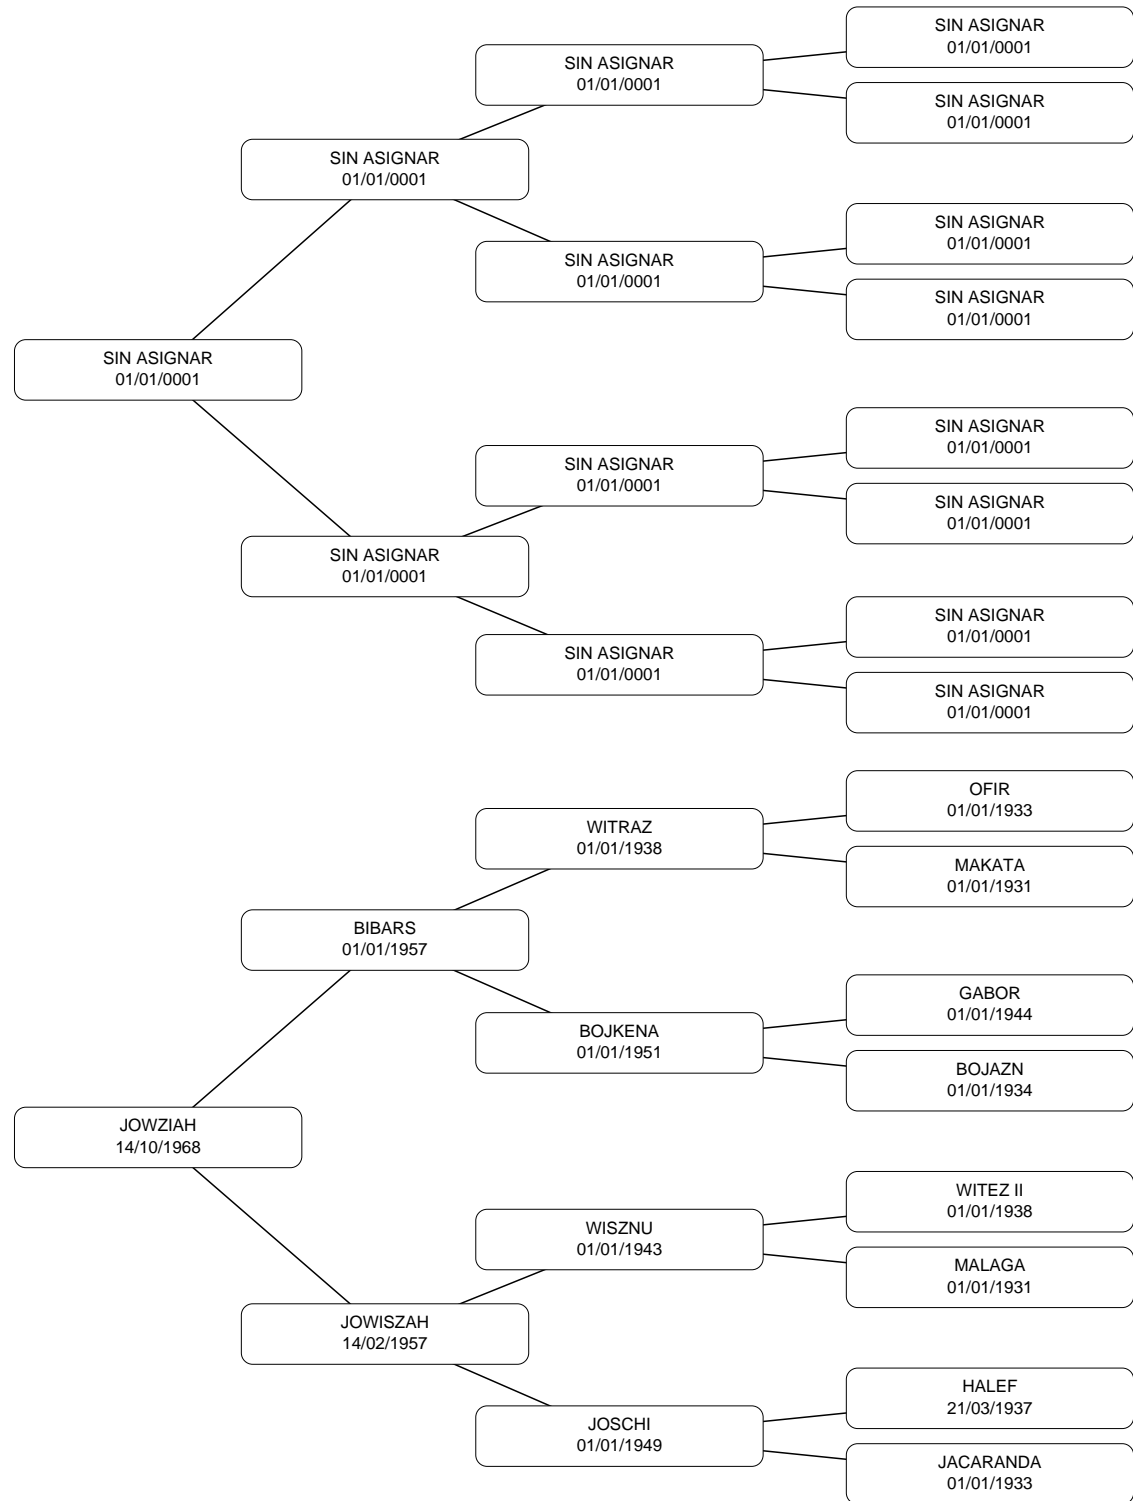 SIN ASIGNAR
01/01/0001
SIN ASIGNAR
01/01/0001
SIN ASIGNAR
01/01/0001
SIN ASIGNAR
01/01/0001
SIN ASIGNAR
01/01/0001
SIN ASIGNAR
01/01/0001
SIN ASIGNAR
01/01/0001
SIN ASIGNAR
01/01/0001
SIN ASIGNAR
01/01/0001
SIN ASIGNAR
01/01/0001
SIN ASIGNAR
01/01/0001
SIN ASIGNAR
01/01/0001
SIN ASIGNAR
01/01/0001
SIN ASIGNAR
01/01/0001
SIN ASIGNAR
01/01/0001
OFIR
01/01/1933
WITRAZ
01/01/1938
MAKATA
01/01/1931
BIBARS
01/01/1957
GABOR
01/01/1944
BOJKENA
01/01/1951
BOJAZN
01/01/1934
JOWZIAH
14/10/1968
WITEZ II
01/01/1938
WISZNU
01/01/1943
MALAGA
01/01/1931
JOWISZAH
14/02/1957
HALEF
21/03/1937
JOSCHI
01/01/1949
JACARANDA
01/01/1933